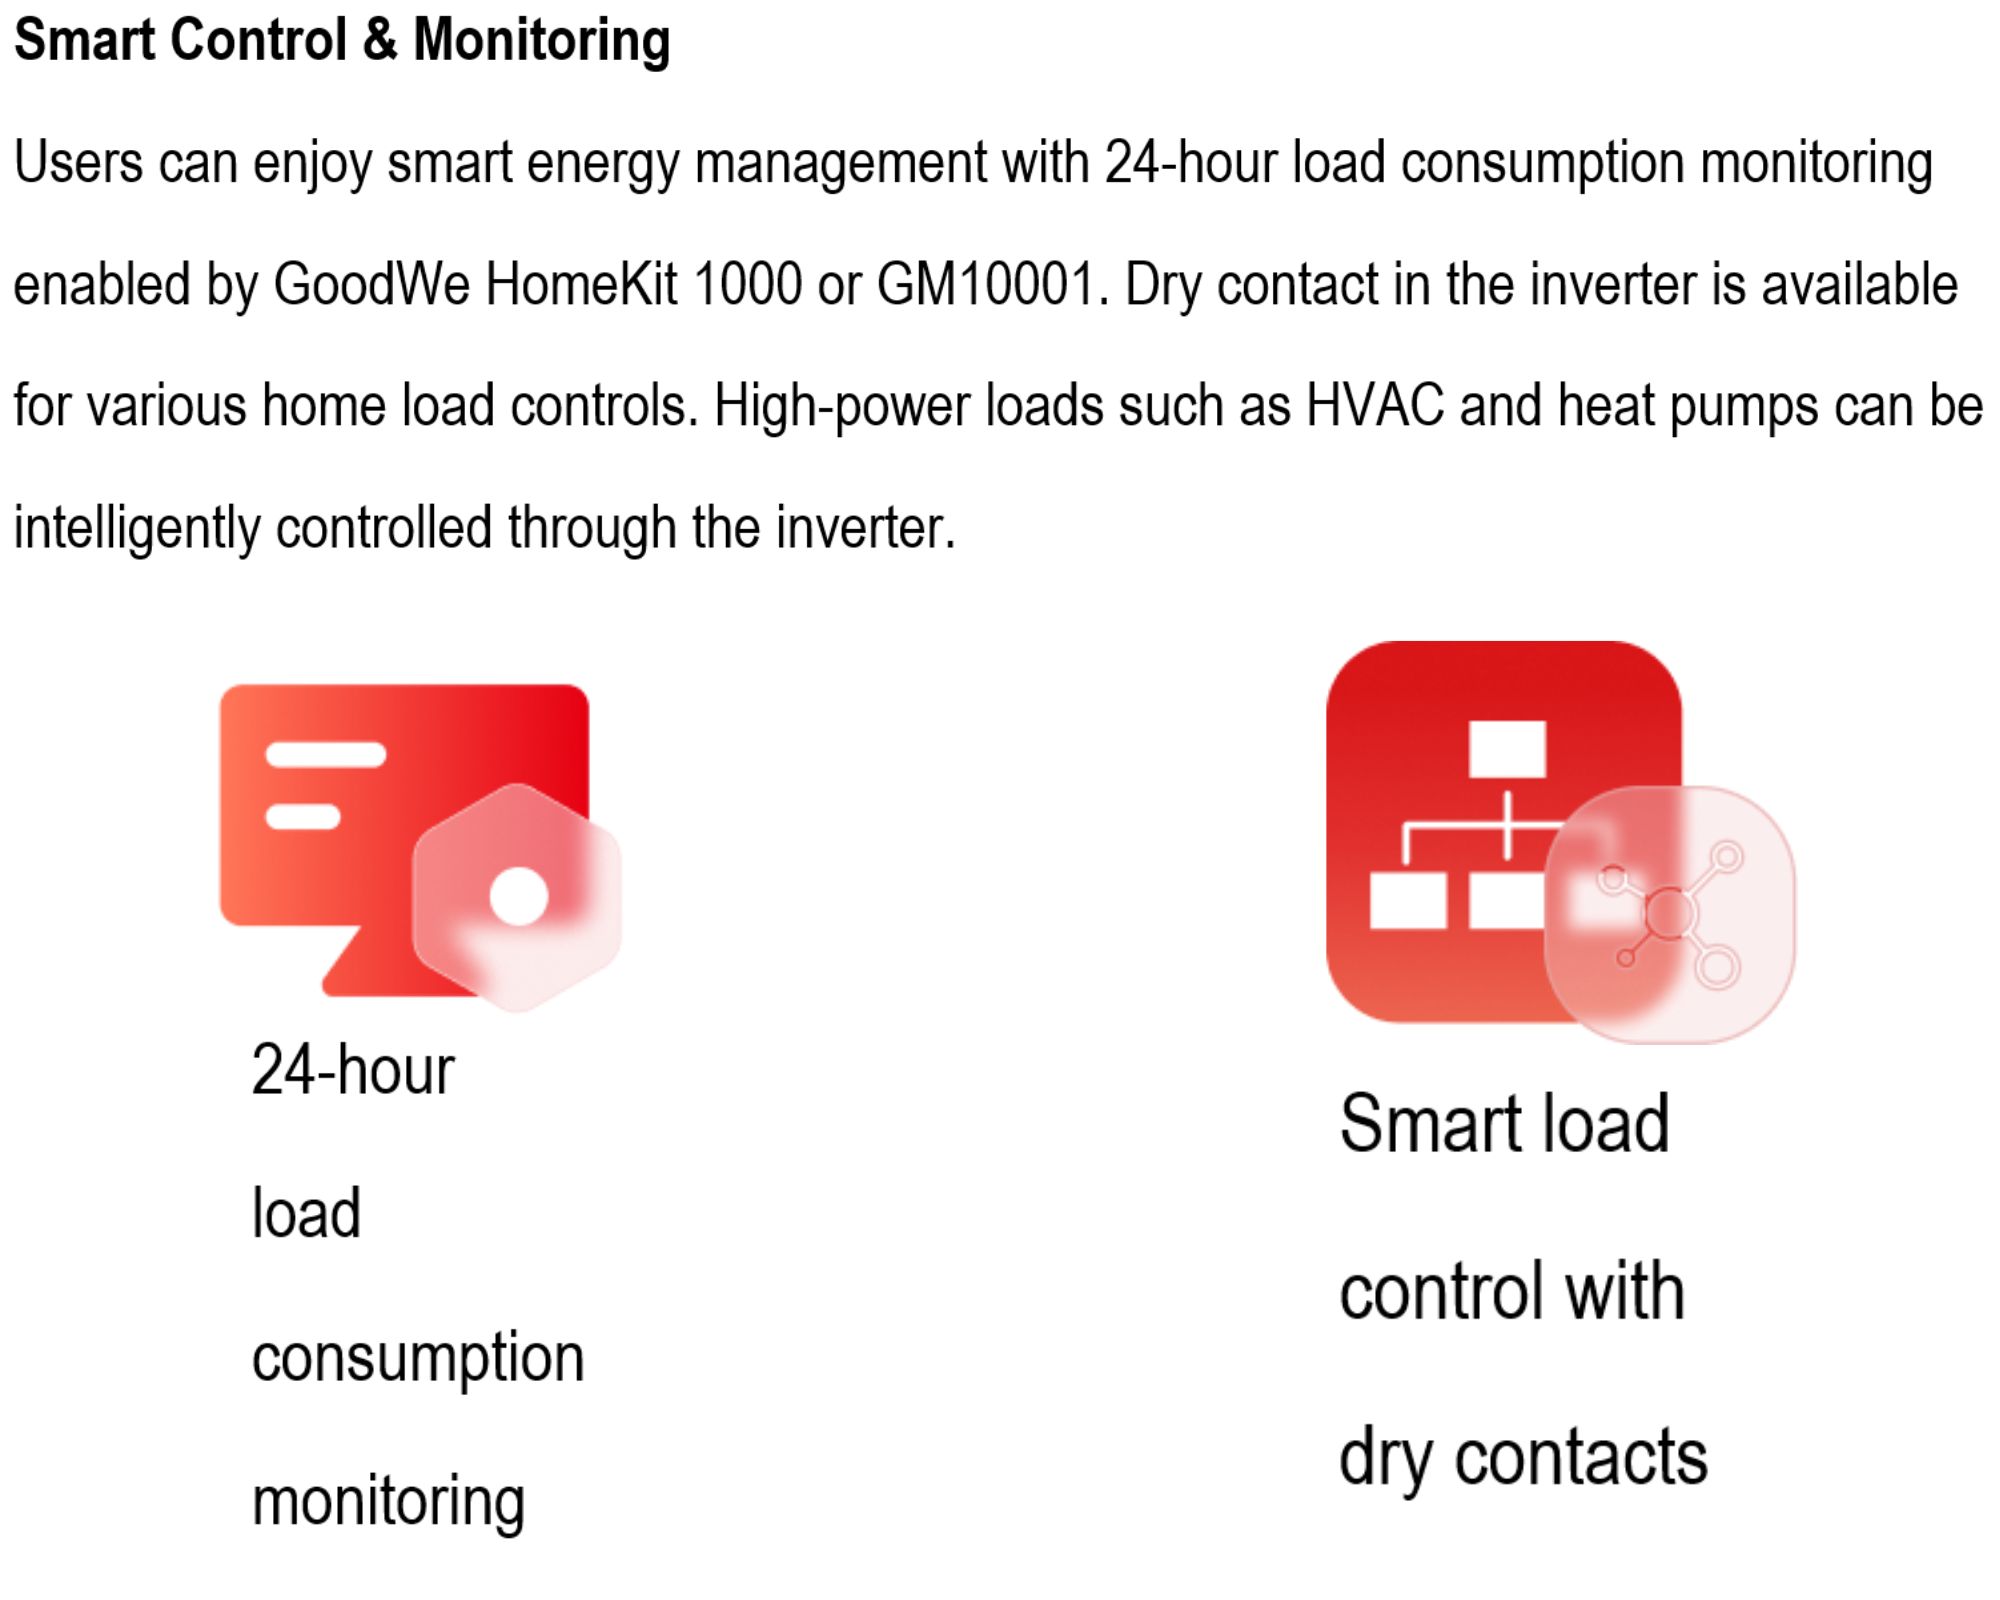 Smart Control & Monitoring
Users can enjoy smart energy management with 24-hour load consumption monitoring
enabled by GoodWe HomeKit 1000 or GM10001. Dry contact in the inverter is available
for various home load controls. High-power loads such as HVAC and heat pumps can be
intelligently controlled through the inverter.
24-hour
load
consumption
monitoring
Smart load
control with
dry contacts